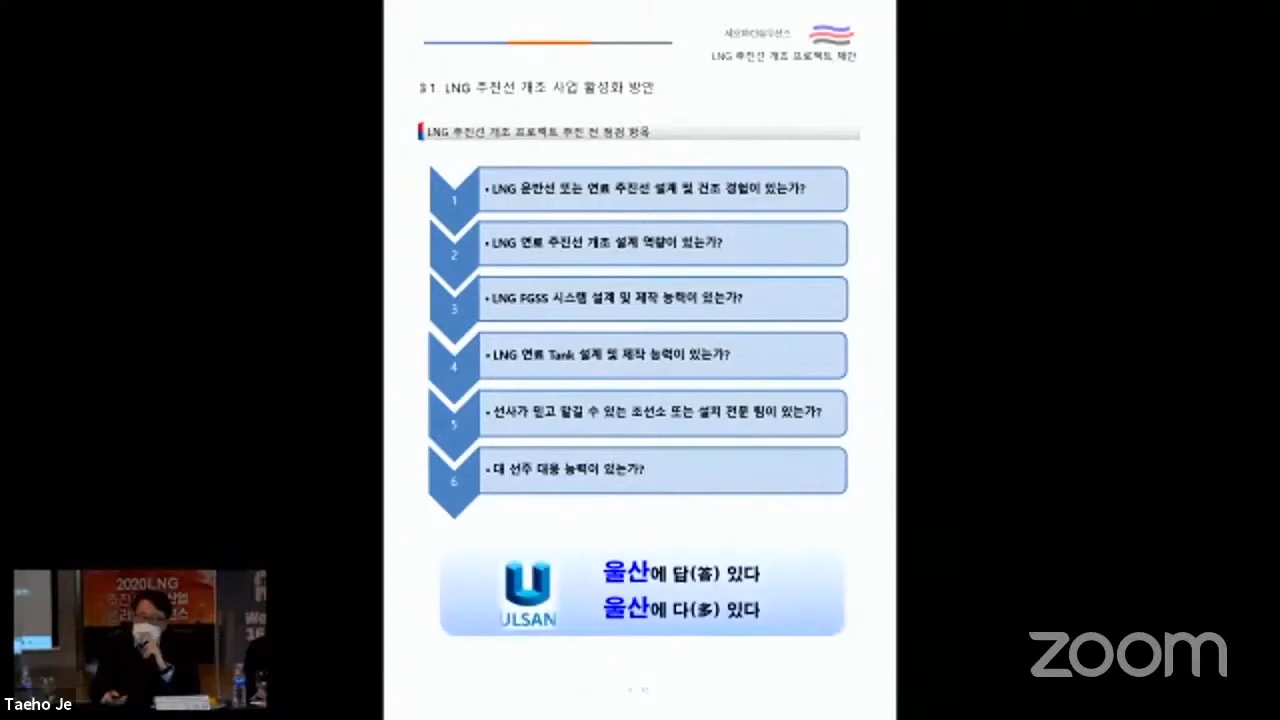 LNG 추진선 개조 프로젝트 제안
3.1. LNG 추진선 개조 사업 활성화 방안
LNG 추진선 개조 프로젝트 추진 전 점검 항목
1
• LNG 운반선 또는 연료 추진선 설계 및 건조 경험이 있는가?
2
• LNG 연료 추진선 개조 설계 역량이 있는가?
3
• LNG FGSS 시스템 설계 및 제작 능력이 있는가?
4
• LNG 연료 Tank 설계 및 제작 능력이 있는가?
5
• 선사가 믿고 맡길 수 있는 조선소 또는 설치 전문 팀이 있는가?
6
• 대 선주 대응 능력이 있는가?
울산에 답(答) 있다
ULSAN
울산에 다(多) 있다
2020 LNG
Taeho Je
zoom